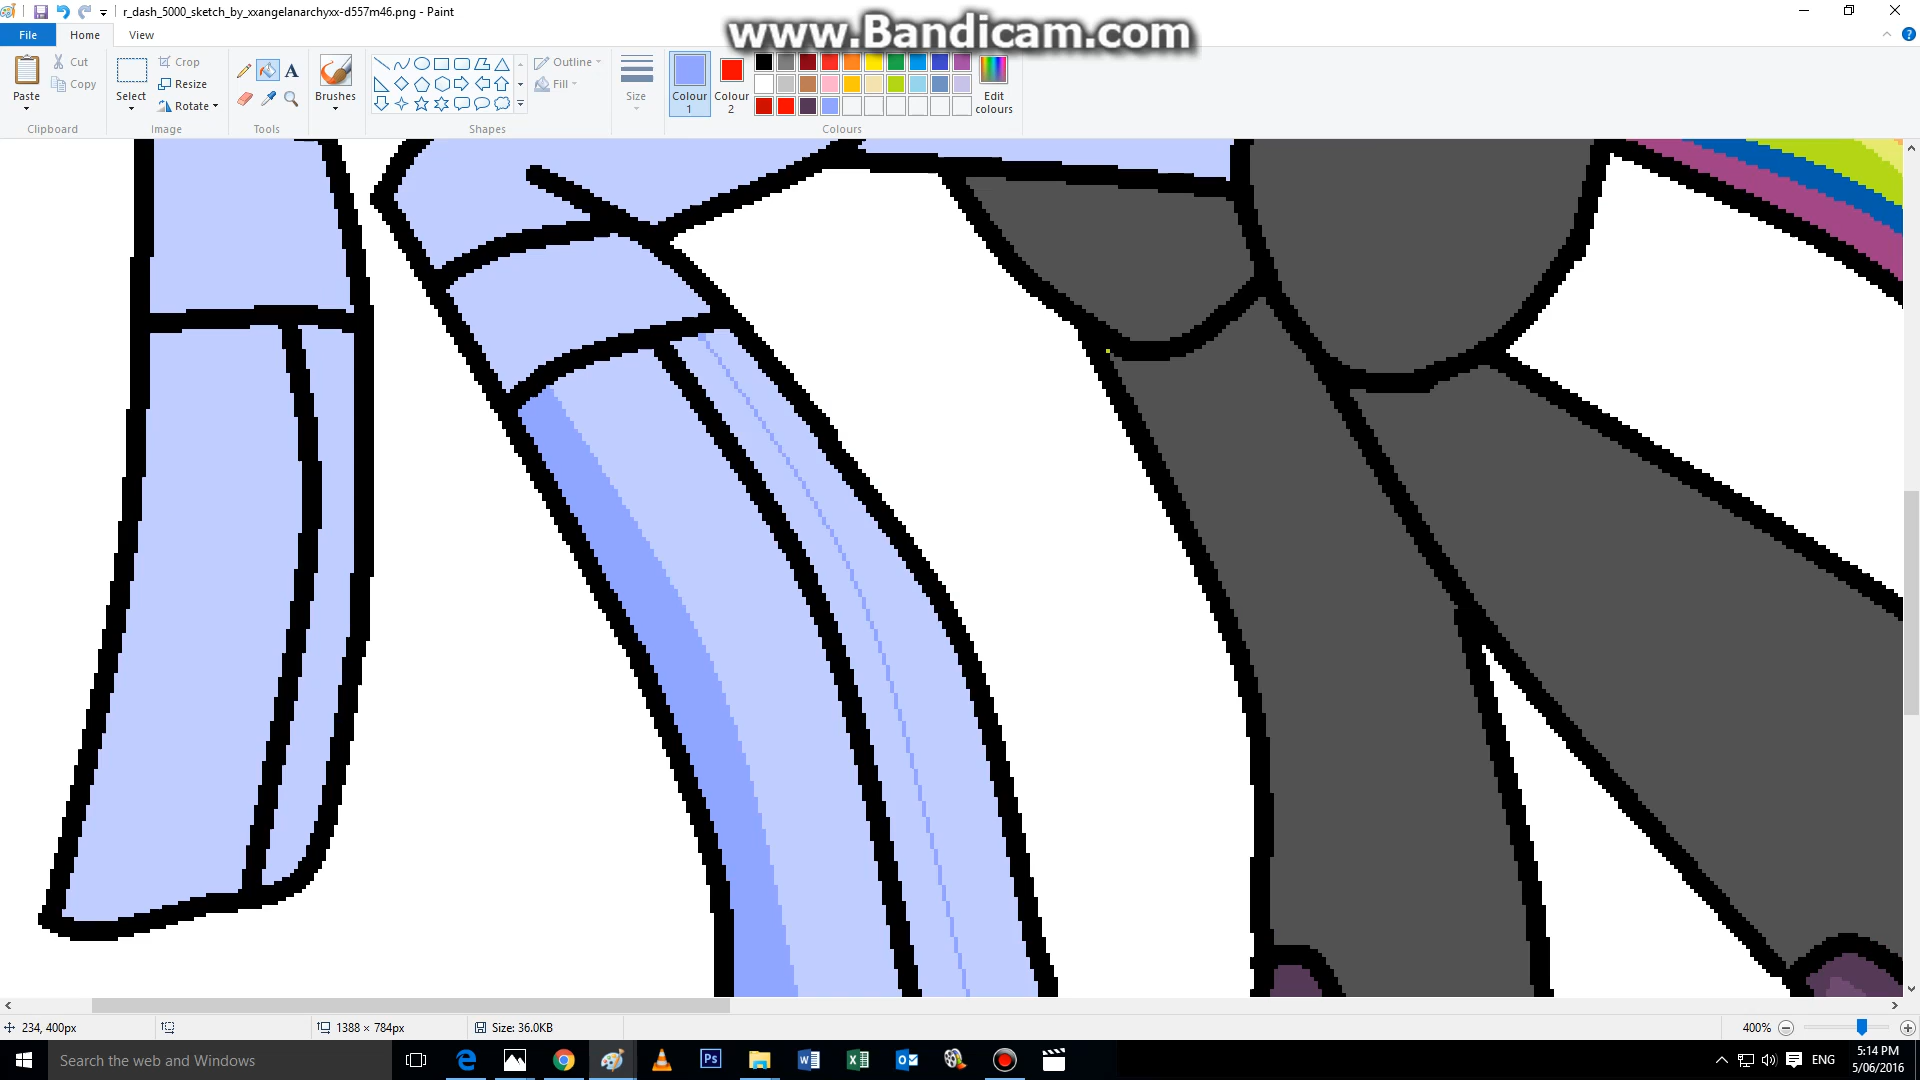 r_dash_5000_sketch_by_xxangelanarchyxx-d557m46.png - Paint
www.Bandicam.com
File
Home
View
Paste
Cut
Copy
Clipboard
Select
Crop
Resize
Rotate
Image
A
Tools
Brushes
Outline
Fill
Shapes
Size
Colour 1
Colour 2
Edit colours
Colours
234, 400px
1388 × 784px
Size: 36.0KB
400%
Search the web and Windows
Ps
ENG
5:14 PM
5/06/2016